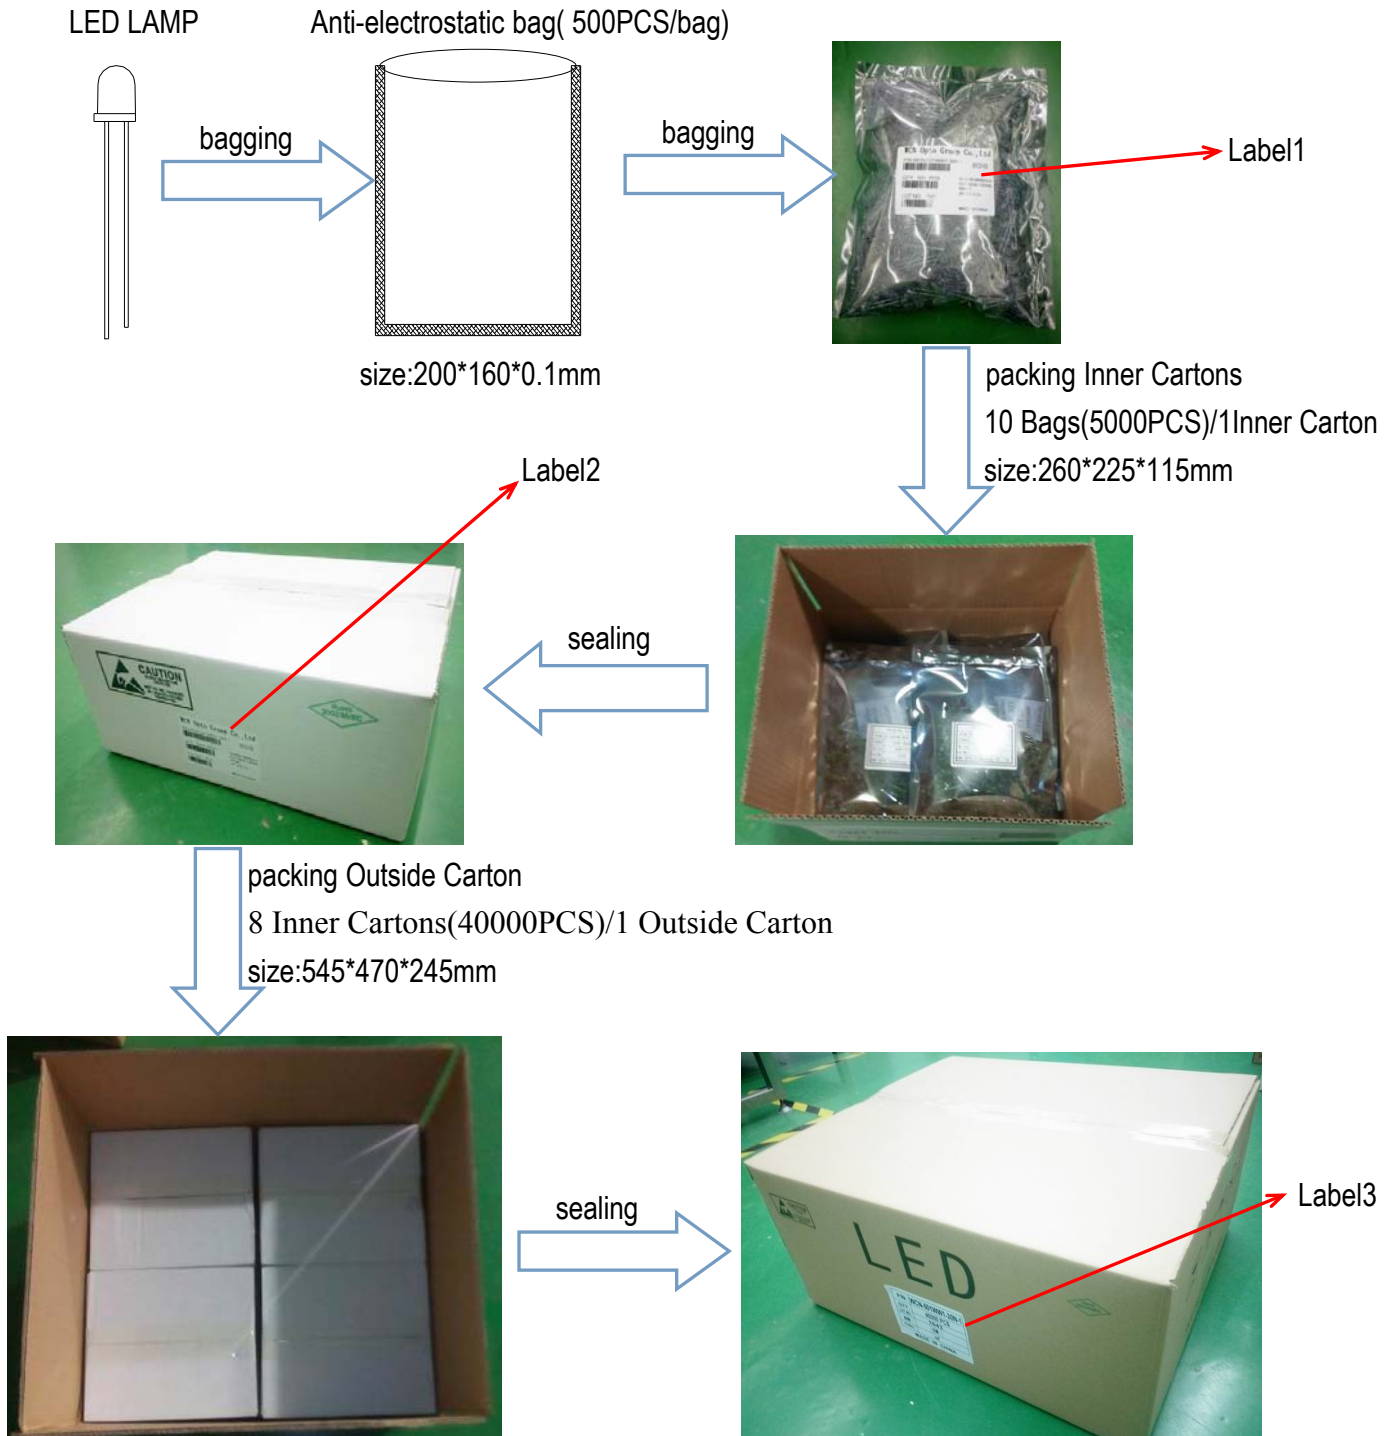 LED LAMP
Anti-electrostatic bag( 500PCS/bag)
bagging
bagging
Label1
size:200*160*0.1mm
packing Inner Cartons
10 Bags(5000PCS)/1Inner Carton
size:260*225*115mm
Label2
sealing
CAUTION
packing Outside Carton
8 Inner Cartons(40000PCS)/1 Outside Carton
size:545*470*245mm
sealing
Label3
LED